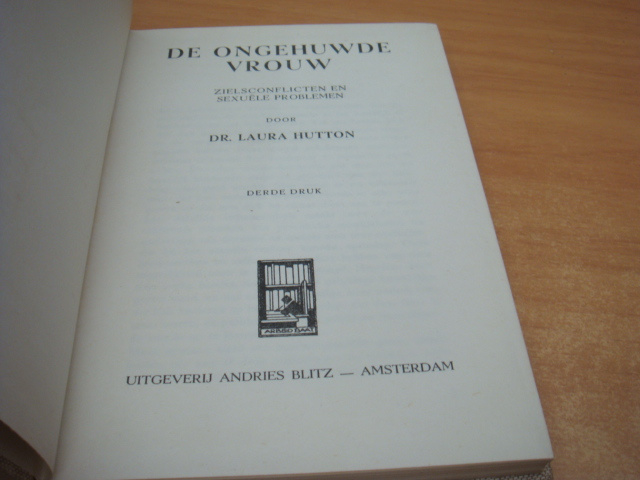 DE ONGEHUWDE
VROUW
ZIELSCONFLICTEN EN
SEXUËLE PROBLEMEN
DOOR
DR. LAURA HUTTON
DERDE DRUK
UITGEVERIJ ANDRIES BLITZ — AMSTERDAM